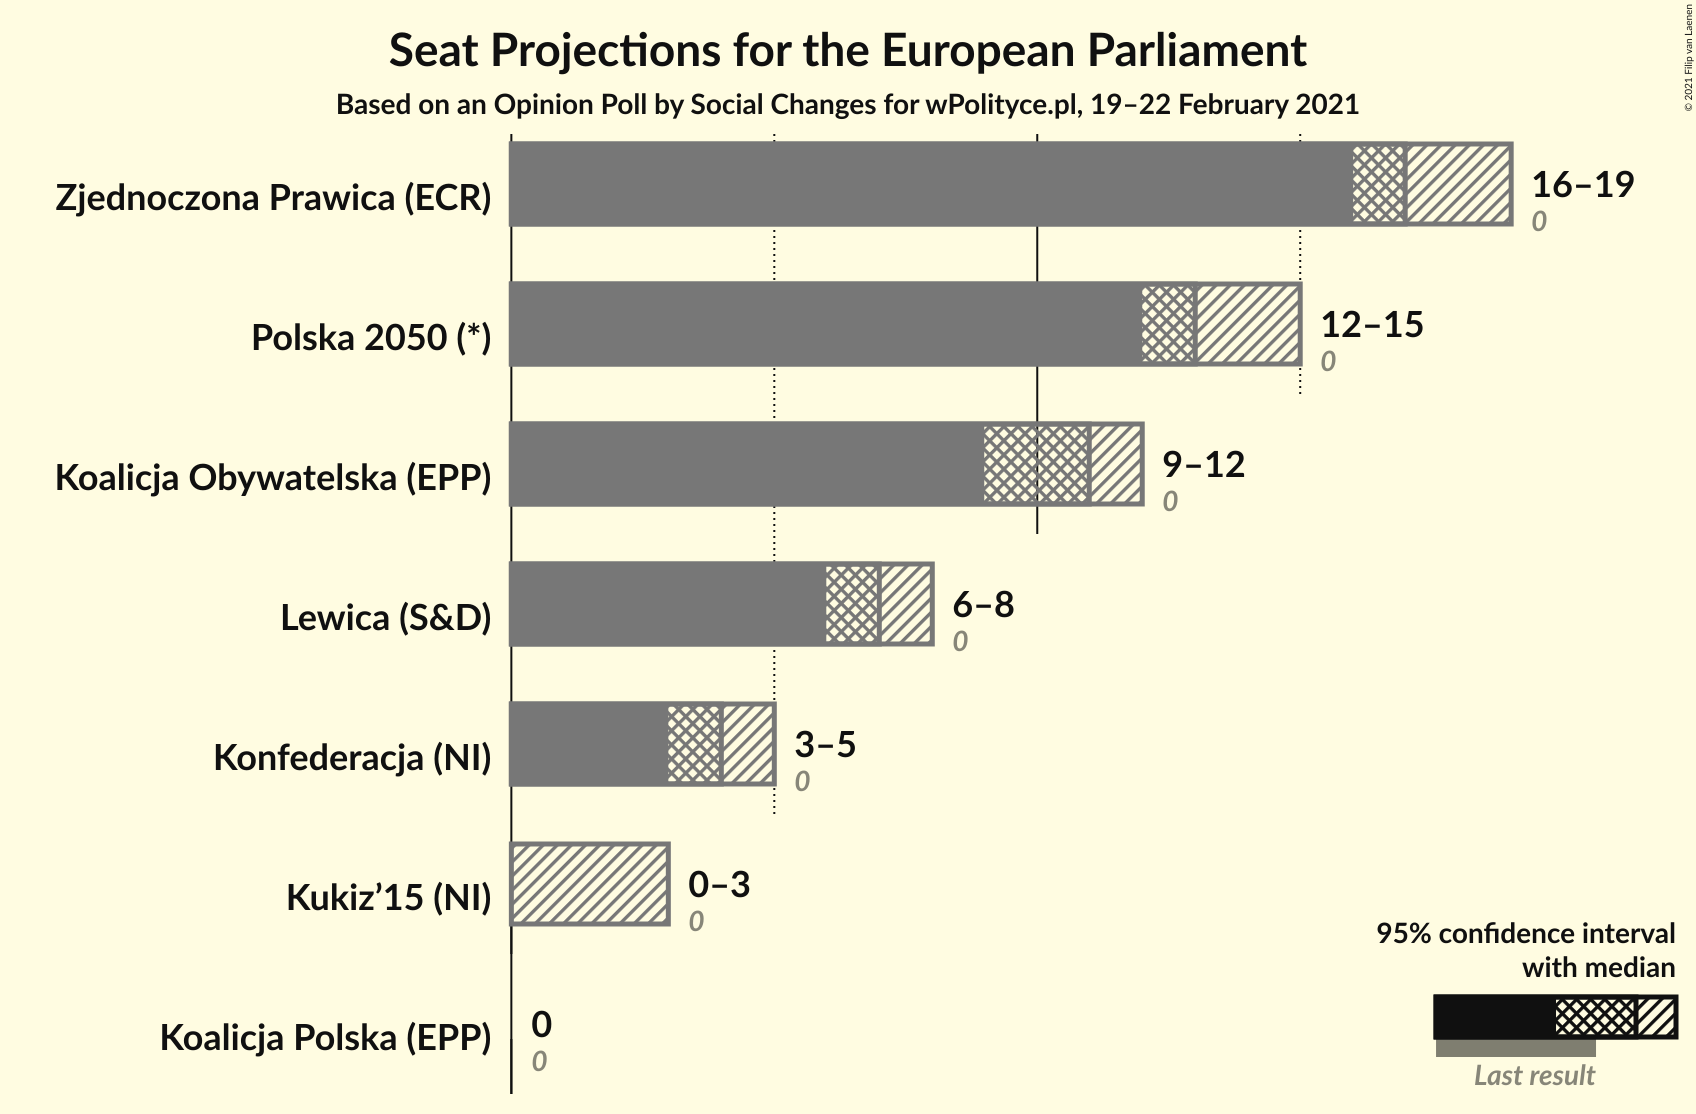 Seat Projections for the European Parliament
Based on an Opinion Poll by Social Changes for wPolityce.pl, 19–22 February 2021
© 2021 Filip van Laenen
Zjednoczona Prawica (ECR)
16–19
0
Polska 2050 (*)
12–15
0
Koalicja Obywatelska (EPP)
9–12
0
Lewica (S&D)
6–8
0
Konfederacja (NI)
3–5
0
Kukiz’15 (NI)
0–3
0
Koalicja Polska (EPP)
0
0
95% confidence interval
with median
Last result